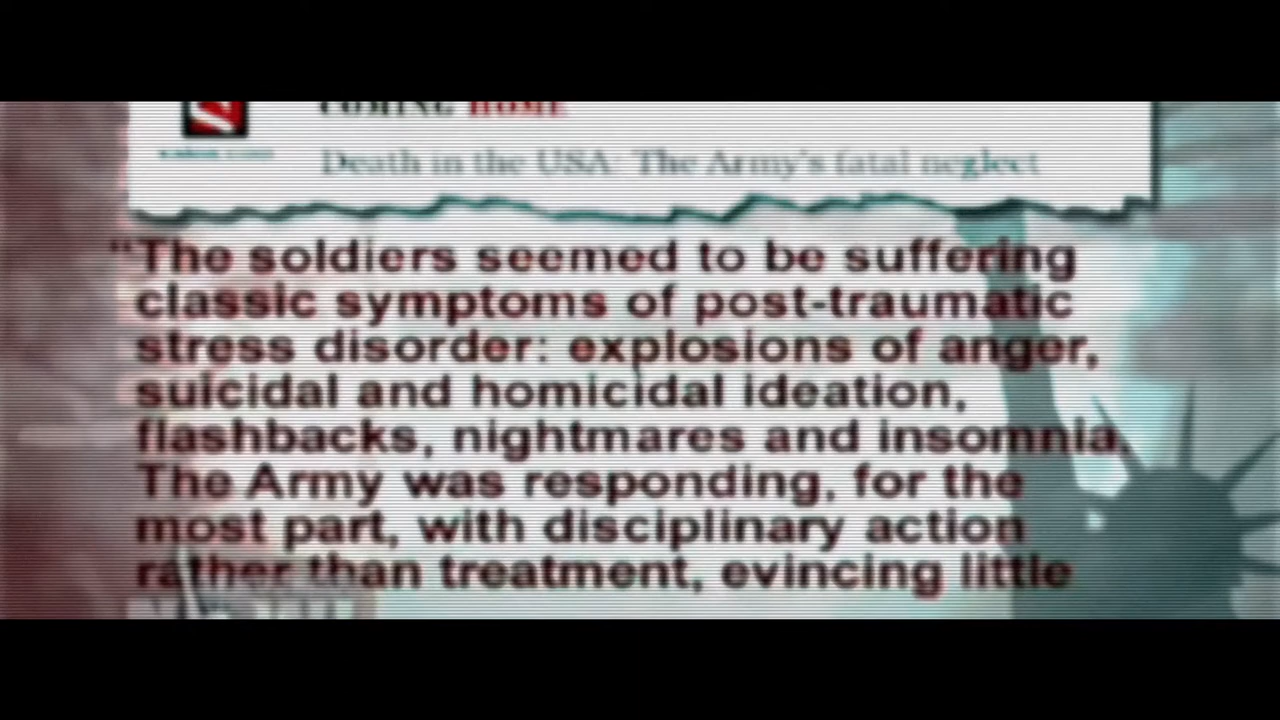 COMING HOME
Death in the USA: The Army's fatal neglect
"The soldiers seemed to be suffering
classic symptoms of post-traumatic
stress disorder: explosions of anger,
suicidal and homicidal ideation,
flashbacks, nightmares and insomnia.
The Army was responding, for the
most part, with disciplinary action
rather than treatment, evincing little